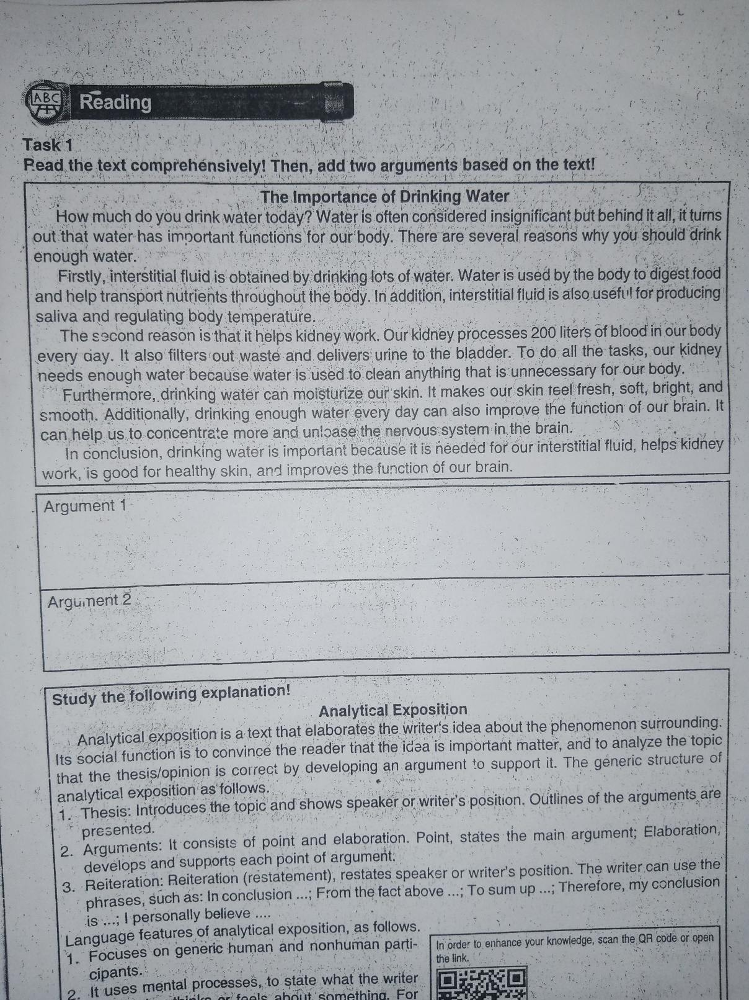 ABC
Reading
Task 1
Read the text comprehensively! Then, add two arguments based on the text!
The Importance of Drinking Water
How much do you drink water today? Water is often considered insignificant but behind it all, it turns
out that water has important functions for our body. There are several reasons why you should drink
enough water.
Firstly, interstitial fluid is obtained by drinking lots of water. Water is used by the body to digest food
and help transport nutrients throughout the body. In addition, interstitial fluid is also useful for producing
saliva and regulating body temperature.
The second reason is that it helps kidney work. Our kidney processes 200 liters of blood in our body
every day. It also filters out waste and delivers urine to the bladder. To do all the tasks, our kidney
needs enough water because water is used to clean anything that is unnecessary for our body.
Furthermore, drinking water can moisturize our skin. It makes our skin feel fresh, soft, bright, and
smooth. Additionally, drinking enough water every day can also improve the function of our brain. It
can help us to concentrate more and the nervous system in the brain.
In conclusion, drinking water is important because it is needed for our interstitial fluid, helps kidney
work, is good for healthy skin, and improves the function of our brain.
Argument 1
Argument 2
Study the following explanation!
Analytical Exposition
Analytical exposition is a text that elaborates the writer's idea about the phenomenon surrounding.
Its social function is to convince the reader that the idea is important matter, and to analyze the topic
that the thesis/opinion is correct by developing an argument to support it. The generic structure of
analytical exposition as follows.
1. Thesis: Introduces the topic and shows speaker or writer's position. Outlines of the arguments are
presented.
2. Arguments: It consists of point and elaboration. Point, states the main argument; Elaboration,
develops and supports each point of argument.
3. Reiteration: Reiteration (restatement), restates speaker or writer's position. The writer can use the
phrases, such as: In conclusion ...; From the fact above ...; To sum up ...; Therefore, my conclusion
is ...; I personally believe ....
Language features of analytical exposition, as follows.
1. Focuses on generic human and nonhuman parti-
cipants.
2. It uses mental processes, to state what the writer
or feels about something. For
In order to enhance your knowledge, scan the QR code or open
the link.